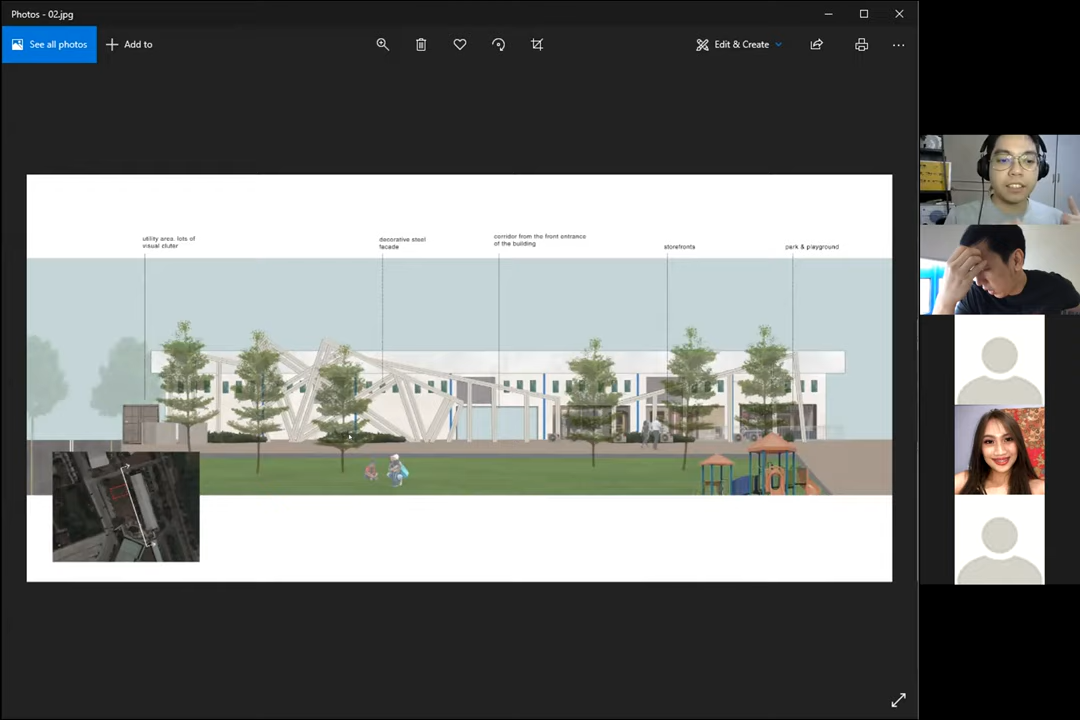 Photos - 02.jpg
See all photos
Add to
Edit & Create
utility area, lots of
visual cluter
decorative steel
facade
corridor from the front entrance
of the building
storefronts
park & playground